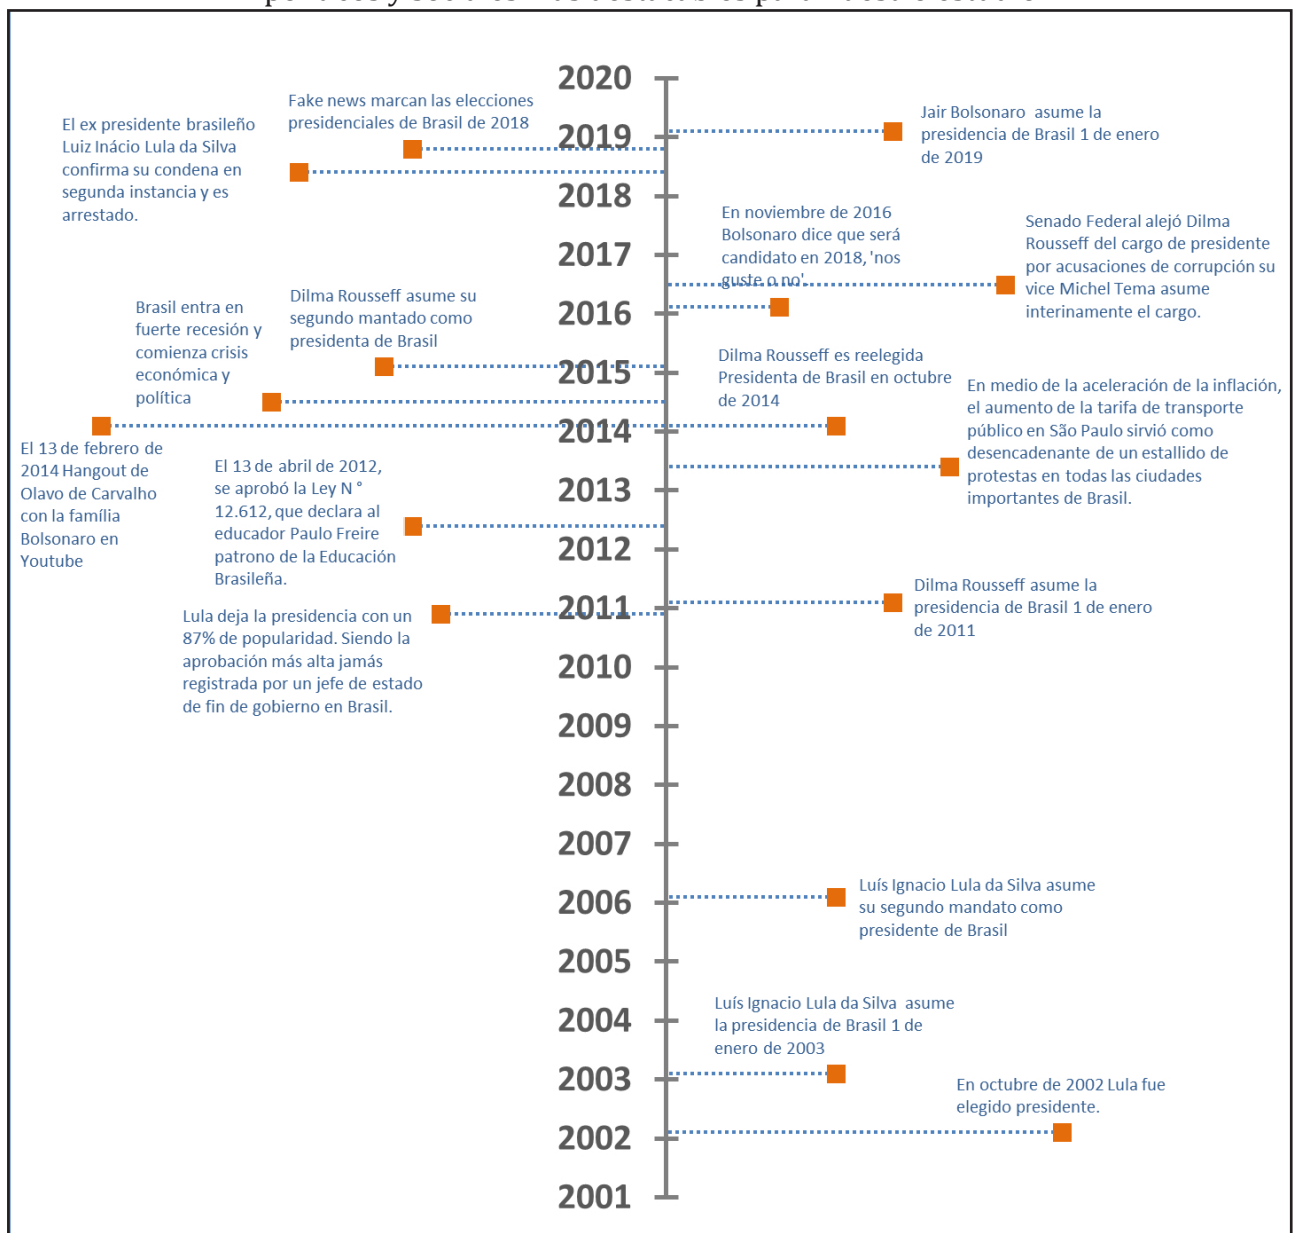 políticos y sociales más destacables para nuestro estudio
2020
Fake news marcan las elecciones
presidenciales de Brasil de 2018
El ex presidente brasileño
Luiz Inácio Lula da Silva
confirma su condena en
segunda instancia y es
arrestado.
Jair Bolsonaro asume la
presidencia de Brasil 1 de enero
de 2019
2019
2018
En noviembre de 2016
Bolsonaro dice que será
candidato en 2018, 'nos
guste o no'.
Senado Federal alejó Dilma
Rousseff del cargo de presidente
por acusaciones de corrupción su
vice Michel Tema asume
interinamente el cargo.
2017
Dilma Rousseff asume su
segundo mantado como
presidenta de Brasil
Brasil entra en
fuerte recesión y
comienza crisis
económica y
política
2016
Dilma Rousseff es reelegida
Presidenta de Brasil en octubre
de 2014
2015
En medio de la aceleración de la inflación,
el aumento de la tarifa de transporte
público en São Paulo sirvió como
desencadenante de un estallido de
protestas en todas las ciudades
importantes de Brasil.
2014
El 13 de febrero de
2014 Hangout de
Olavo de Carvalho
con la família
Bolsonaro en
Youtube
El 13 de abril de 2012,
se aprobó la Ley N °
12.612, que declara al
educador Paulo Freire
patrono de la Educación
Brasileña.
2013
2012
Dilma Rousseff asume la
presidencia de Brasil 1 de enero
de 2011
2011
Lula deja la presidencia con un
87% de popularidad. Siendo la
aprobación más alta jamás
registrada por un jefe de estado
de fin de gobierno en Brasil.
2010
2009
2008
2007
Luís Ignacio Lula da Silva asume
su segundo mandato como
presidente de Brasil
2006
2005
Luís Ignacio Lula da Silva asume
la presidencia de Brasil 1 de
enero de 2003
2004
2003
En octubre de 2002 Lula fue
elegido presidente.
2002
2001